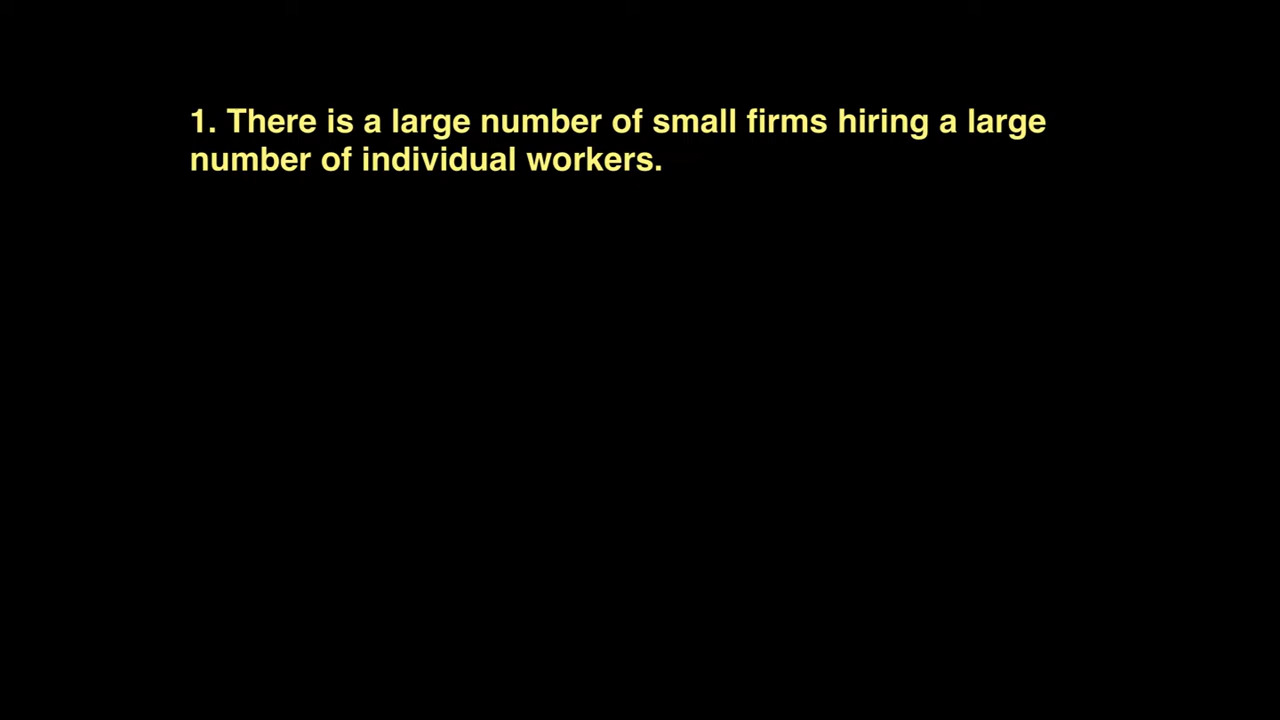 1. There is a large number of small firms hiring a large
number of individual workers.